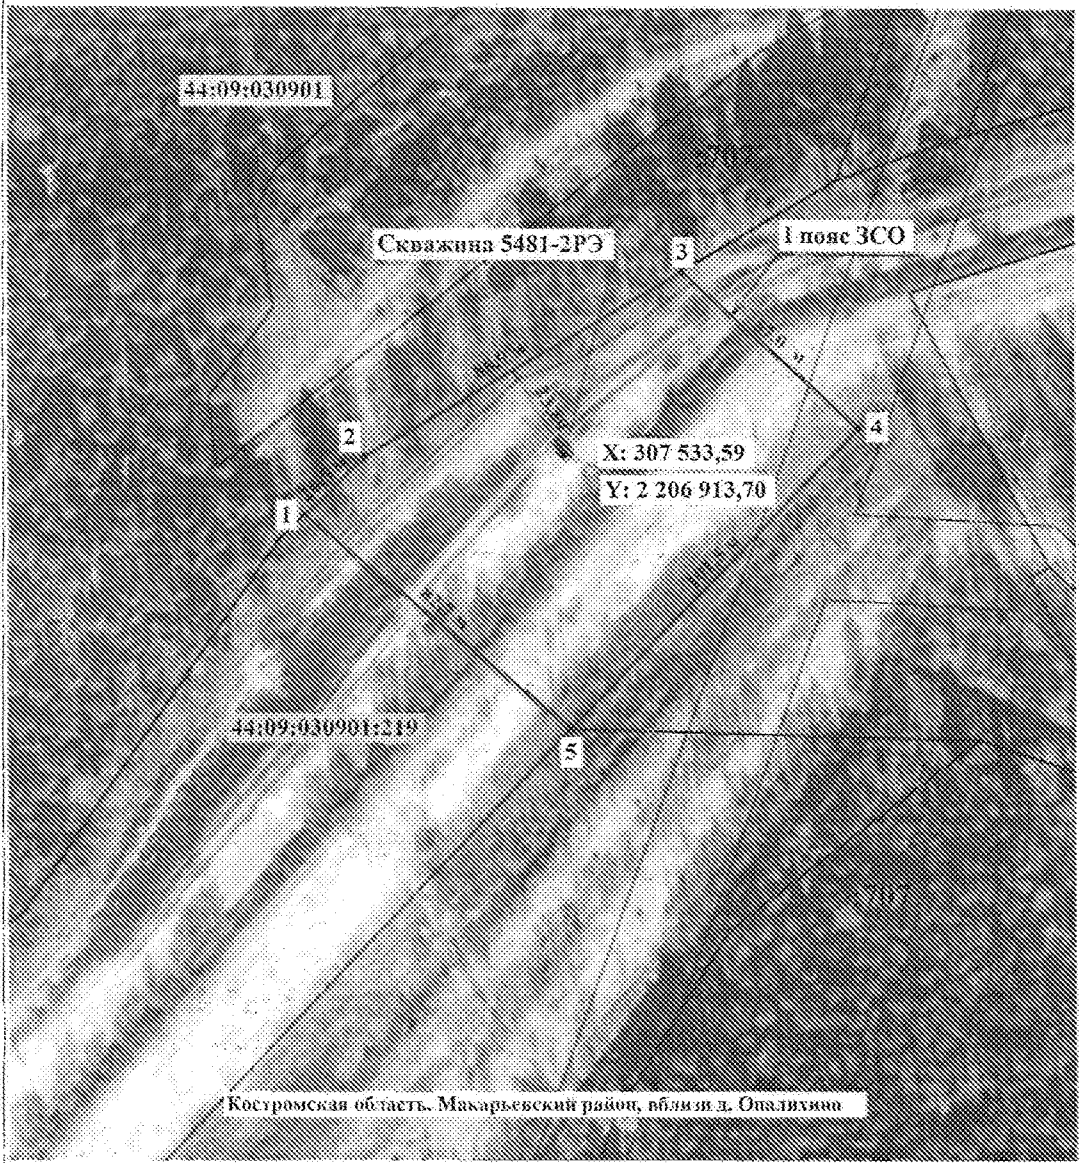 44:09:030901
Скважина 5481-2РЭ
3
1 пояс ЗСО
2
4
X: 307 533,59
Y: 2 206 913,70
1
44:09:030901:219
5
Костромская область. Макарьевский район, вблизи д. Опалихино